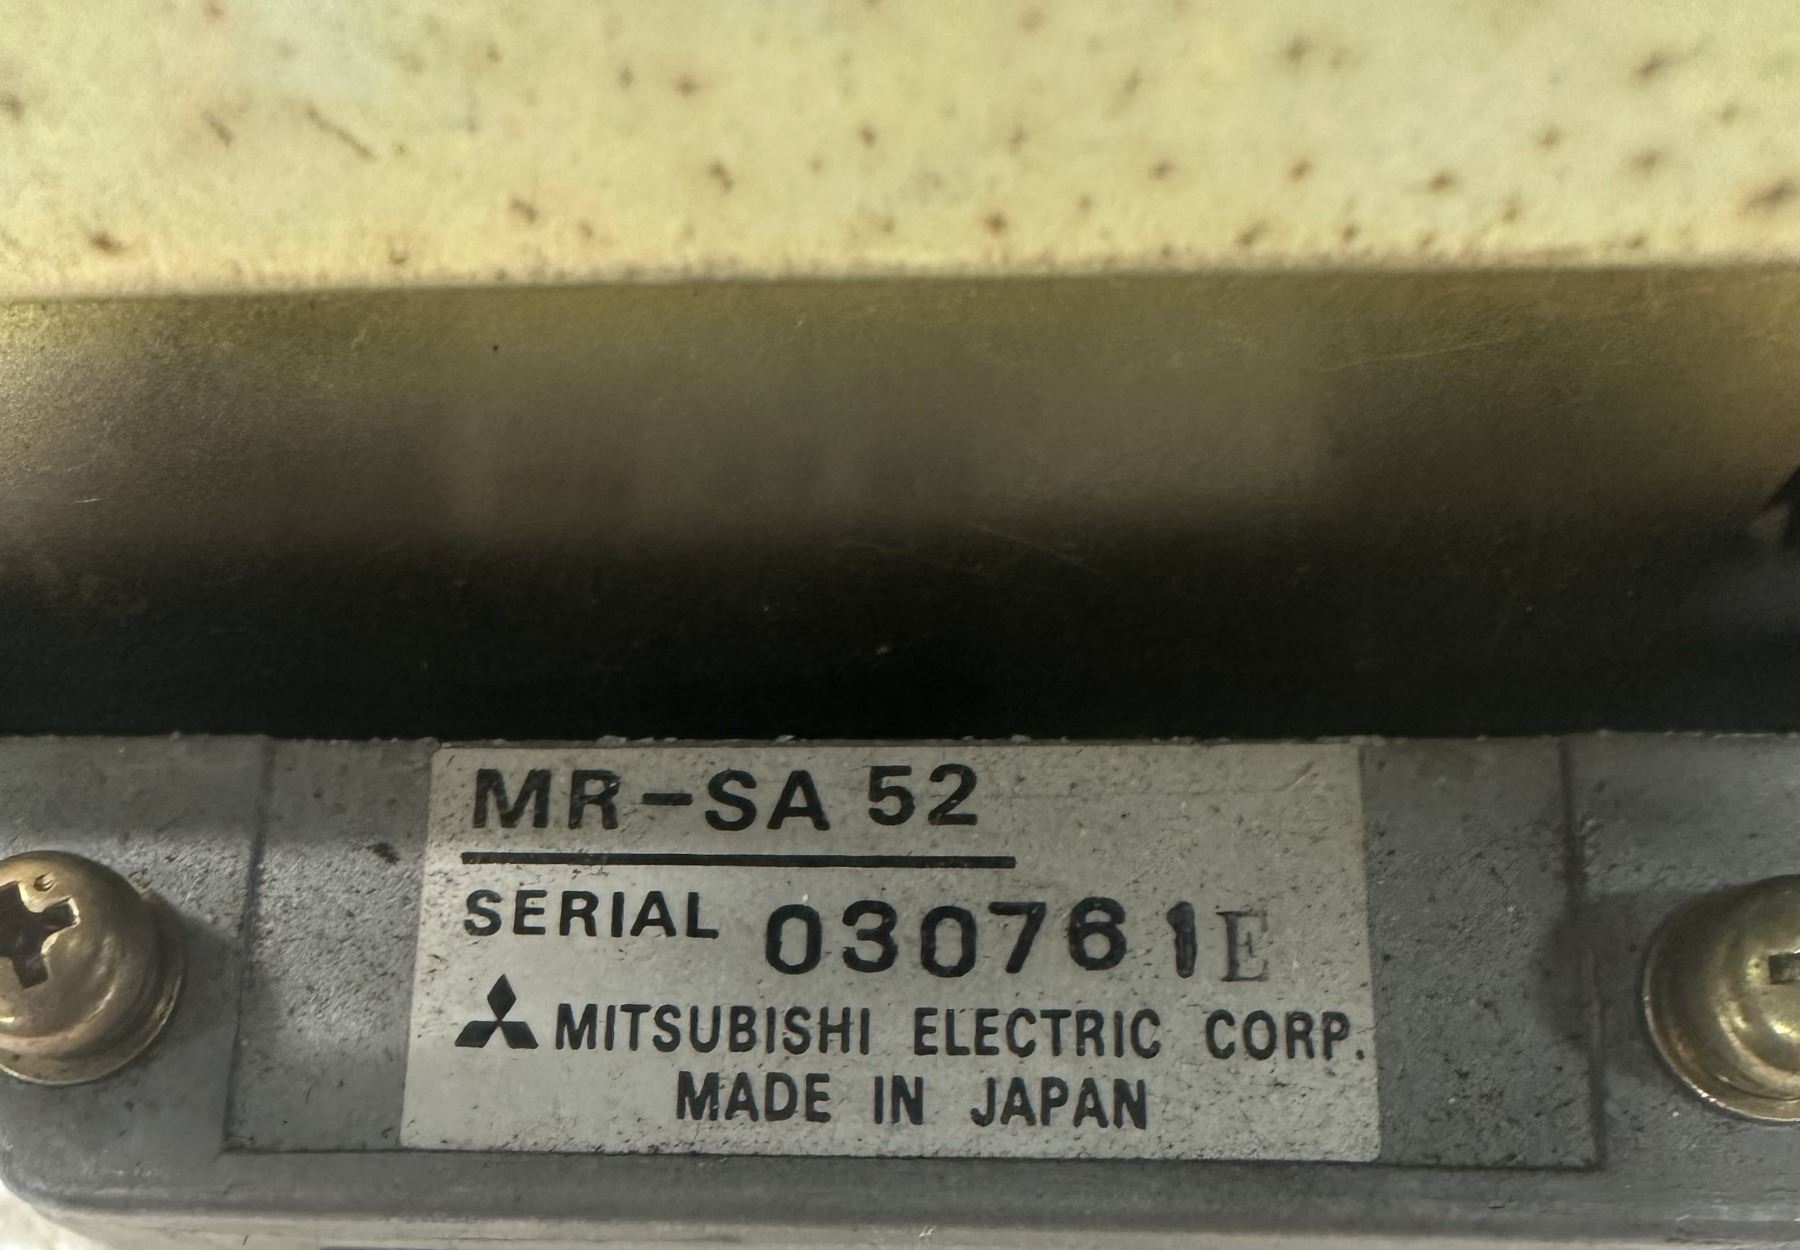 MR-SA 52
SERIAL 030761E
MITSUBISHI ELECTRIC CORP.
MADE IN JAPAN